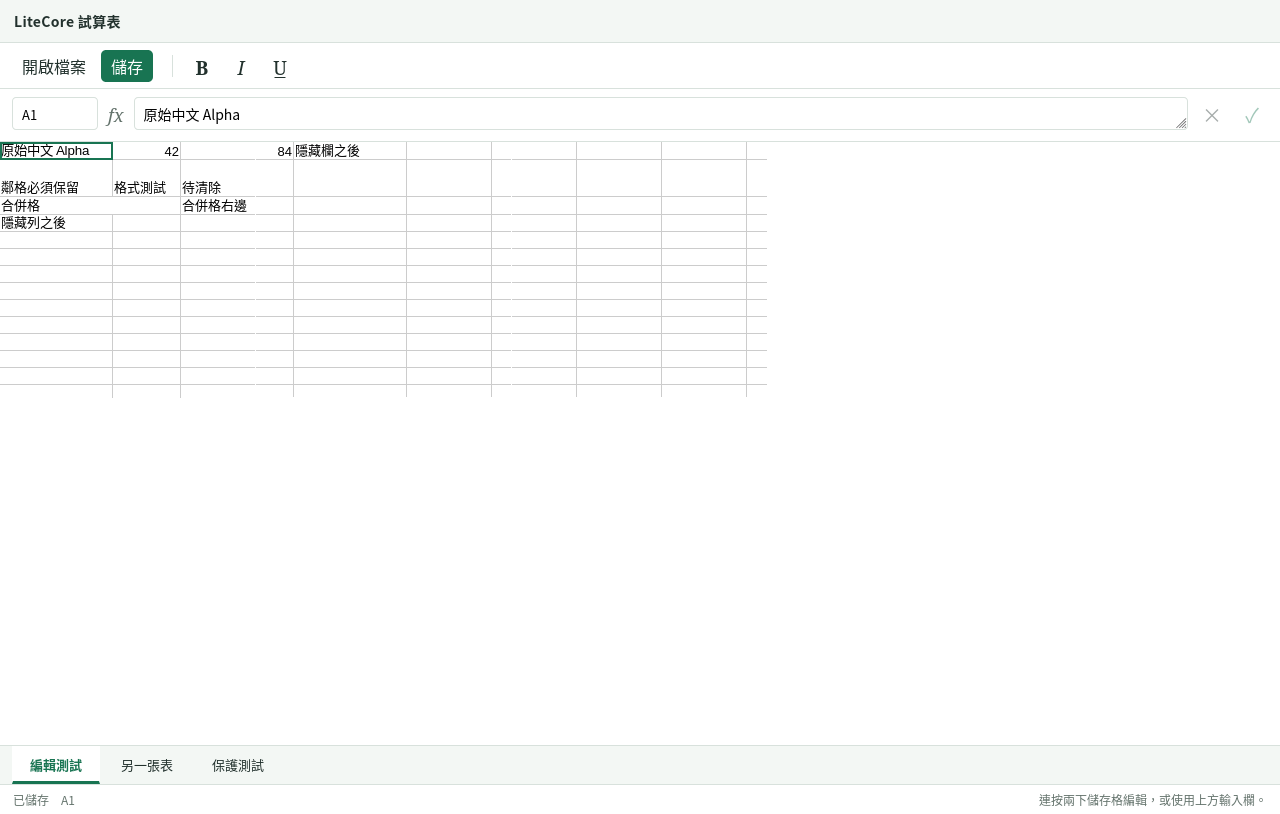 LiteCore 試算表
開啟檔案 儲存 B I U
A1 fx 原始中文 Alpha
原始中文 Alpha 42 84 隱藏欄之後
鄰格必須保留 格式測試 待清除
合併格 合併格右邊
隱藏列之後
編輯測試 另一張表 保護測試
已儲存 A1 連按兩下儲存格編輯，或使用上方輸入欄。